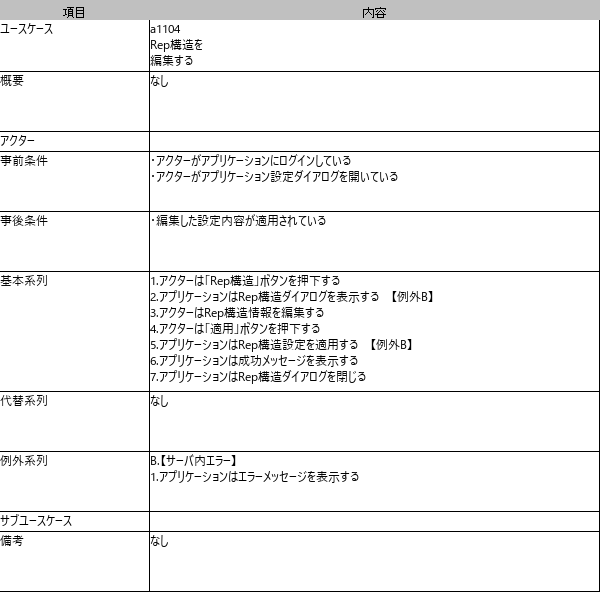 項目 内容
ユースケース a1104
Rep構造を
編集する
概要 なし
アクター
事前条件 ・アクターがアプリケーションにログインしている
・アクターがアプリケーション設定ダイアログを開いている
事後条件 ・編集した設定内容が適用されている
基本系列 1.アクターは「Rep構造」ボタンを押下する
2.アプリケーションはRep構造ダイアログを表示する 【例外B】
3.アクターはRep構造情報を編集する
4.アクターは「適用」ボタンを押下する
5.アプリケーションはRep構造設定を適用する 【例外B】
6.アプリケーションは成功メッセージを表示する
7.アプリケーションはRep構造ダイアログを閉じる
代替系列 なし
例外系列 B.【サーバ内エラー】
1.アプリケーションはエラーメッセージを表示する
サブユースケース
備考 なし